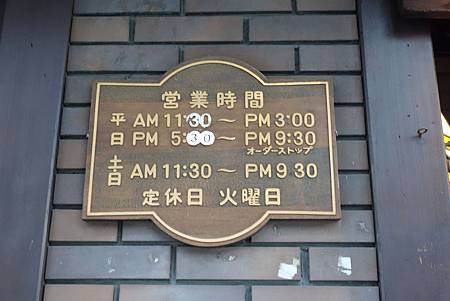 営業時間
平 AM 11:30～PM 3:00
日 PM 5:30～PM 9:30
オーダーストップ
土日 AM 11:30～PM 9 30
定休日 火曜日